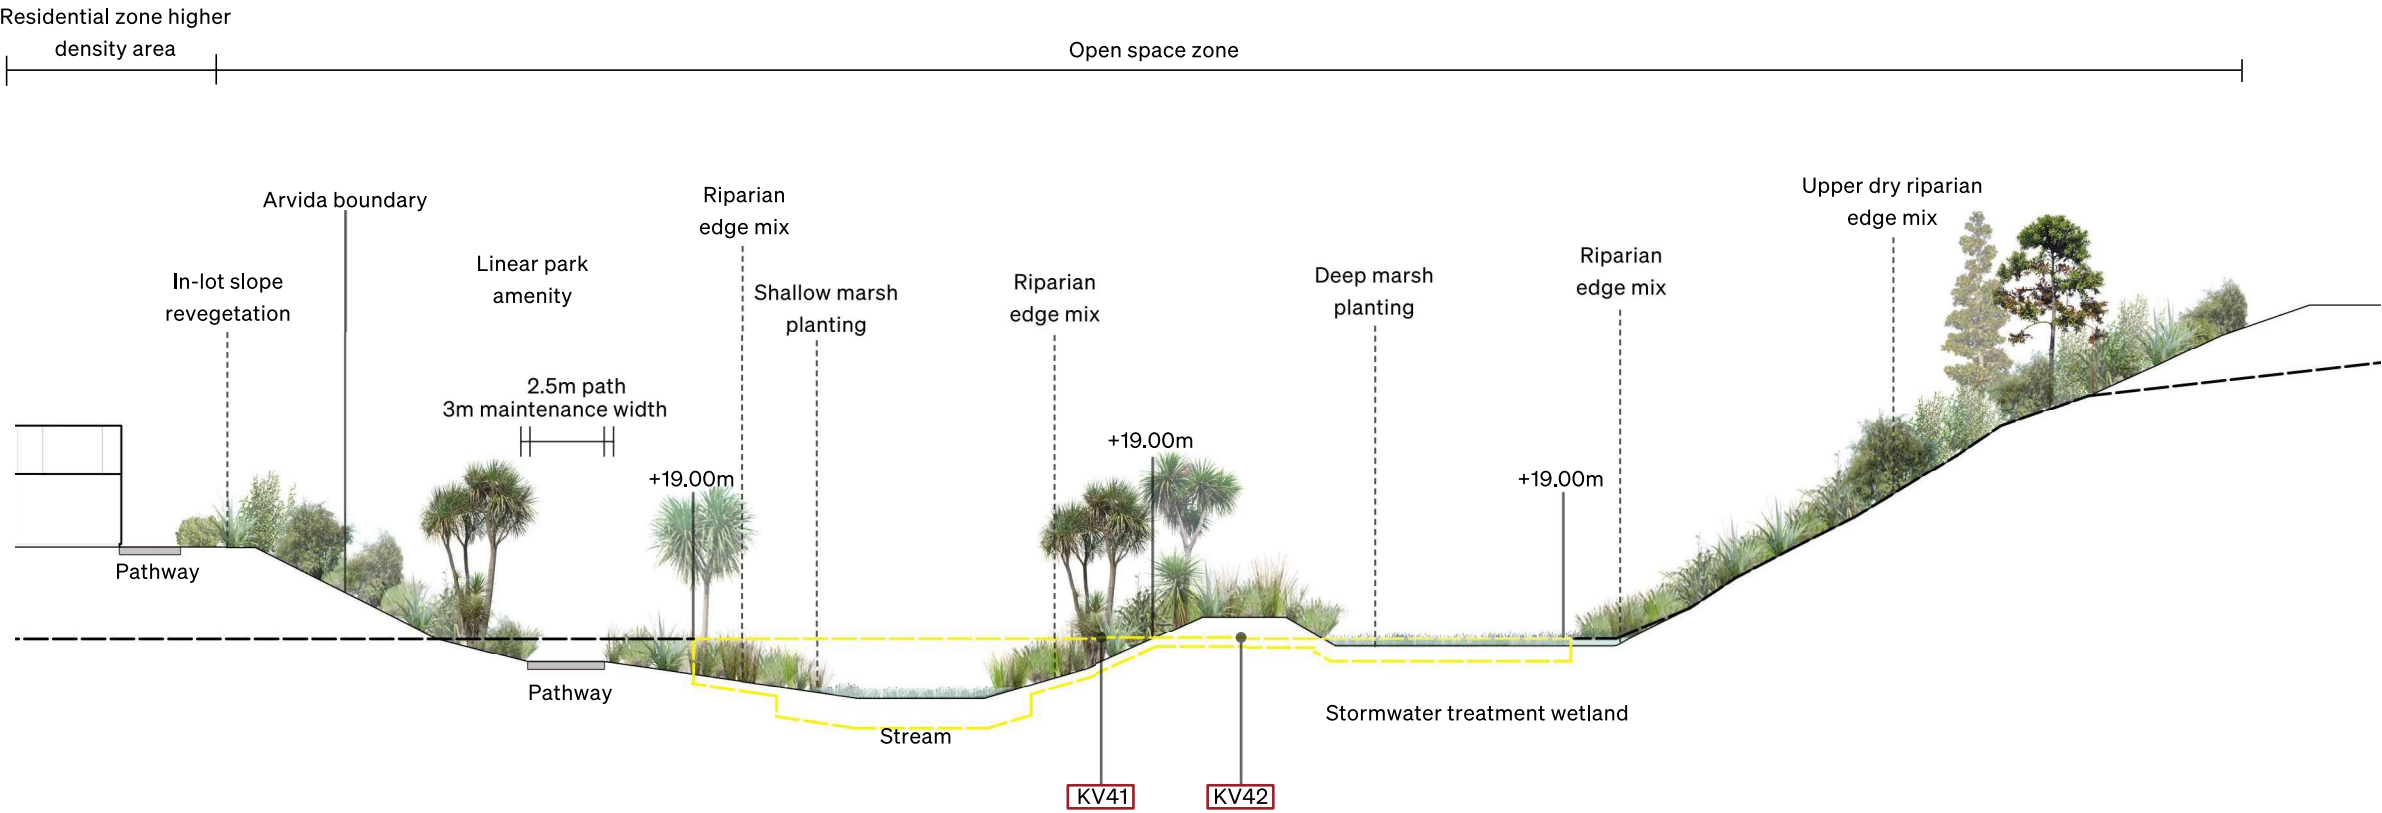 Residential zone higher
density area
Open space zone
Arvida boundary
In-lot slope
revegetation
Linear park
amenity
2.5m path
3m maintenance width
Riparian
edge mix
Shallow marsh
planting
Riparian
edge mix
Deep marsh
planting
Riparian
edge mix
Upper dry riparian
edge mix
+19.00m
+19.00m
+19.00m
Pathway
Pathway
Stream
Stormwater treatment wetland
KV41
KV42